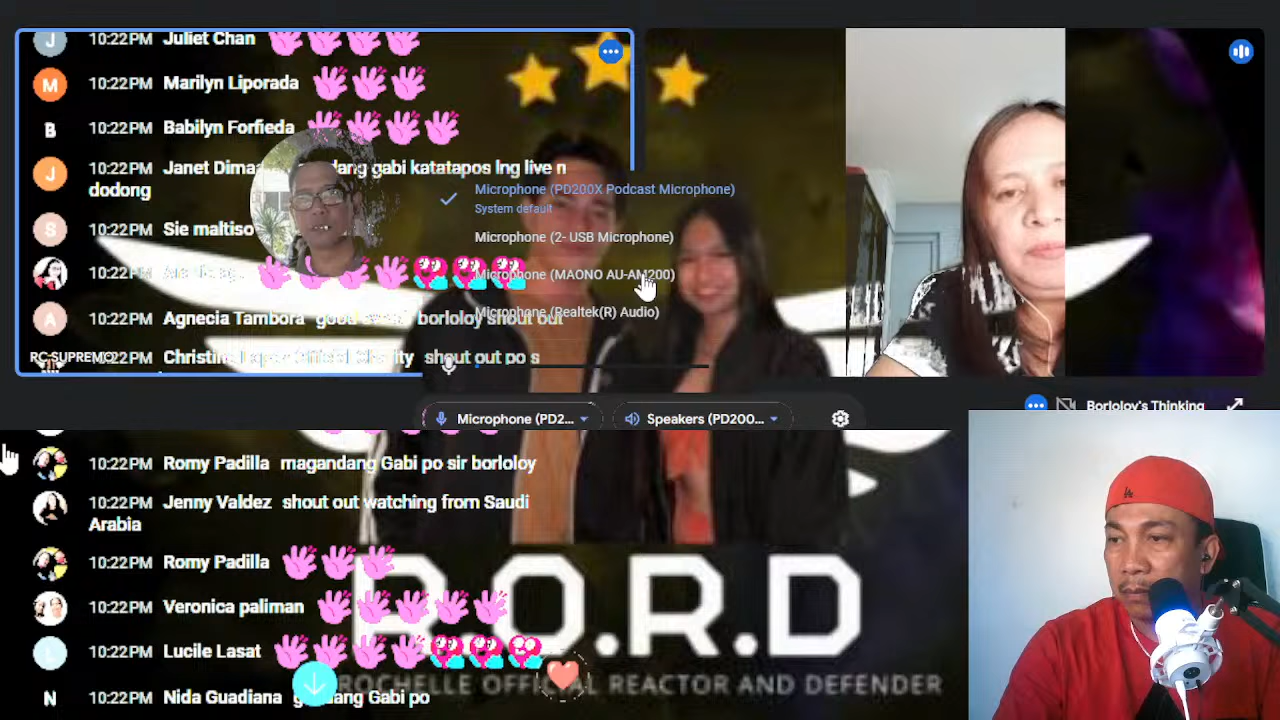 J 10:22PM Juliet Chan
M 10:22PM Marilyn Liporada
B 10:22PM Babilyn Forfieda
J 10:22PM Janet Dima gabi katatapos lng live n
dodong
S 10:22PM Sie maltiso
10:22
A 10:22PM Agnecia Tambora borloloy shout out
RC SUPREMO
10:22PM shout out po s
Microphone (PD200X Podcast Microphone)
System default
Microphone (2- USB Microphone)
Microphone (MAONO AU-AM200)
Microphone (Realtek(R) Audio)
Microphone (PD2...
Speakers (PD200...
Borloloy's Thinking
10:22PM Romy Padilla magandang Gabi po sir borloloy
10:22PM Jenny Valdez shout out watching from Saudi
Arabia
10:22PM Romy Padilla
10:22PM Veronica paliman
L 10:22PM Lucile Lasat
N 10:22PM Nida Guadiana Gabi po
R.O.R.D
ROCHELLE OFFICIAL REACTOR AND DEFENDER
LA